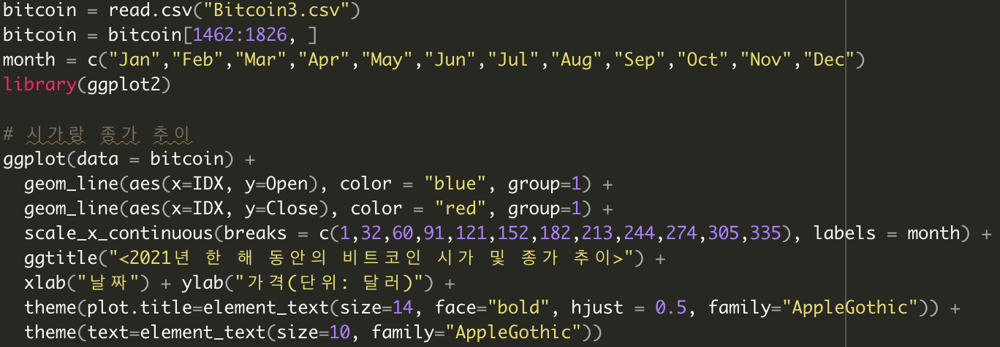 bitcoin = read.csv("Bitcoin3.csv")
bitcoin = bitcoin[1462:1826, ]
month = c("Jan","Feb","Mar","Apr","May","Jun","Jul","Aug","Sep","Oct","Nov","Dec")
library(ggplot2)

# 시가랑 종가 추이
ggplot(data = bitcoin) +
  geom_line(aes(x=IDX, y=Open), color = "blue", group=1) +
  geom_line(aes(x=IDX, y=Close), color = "red", group=1) +
  scale_x_continuous(breaks = c(1,32,60,91,121,152,182,213,244,274,305,335), labels = month) +
  ggtitle("<2021년 한 해 동안의 비트코인 시가 및 종가 추이>") +
  xlab("날짜") + ylab("가격(단위: 달러)") +
  theme(plot.title=element_text(size=14, face="bold", hjust = 0.5, family="AppleGothic")) +
  theme(text=element_text(size=10, family="AppleGothic"))